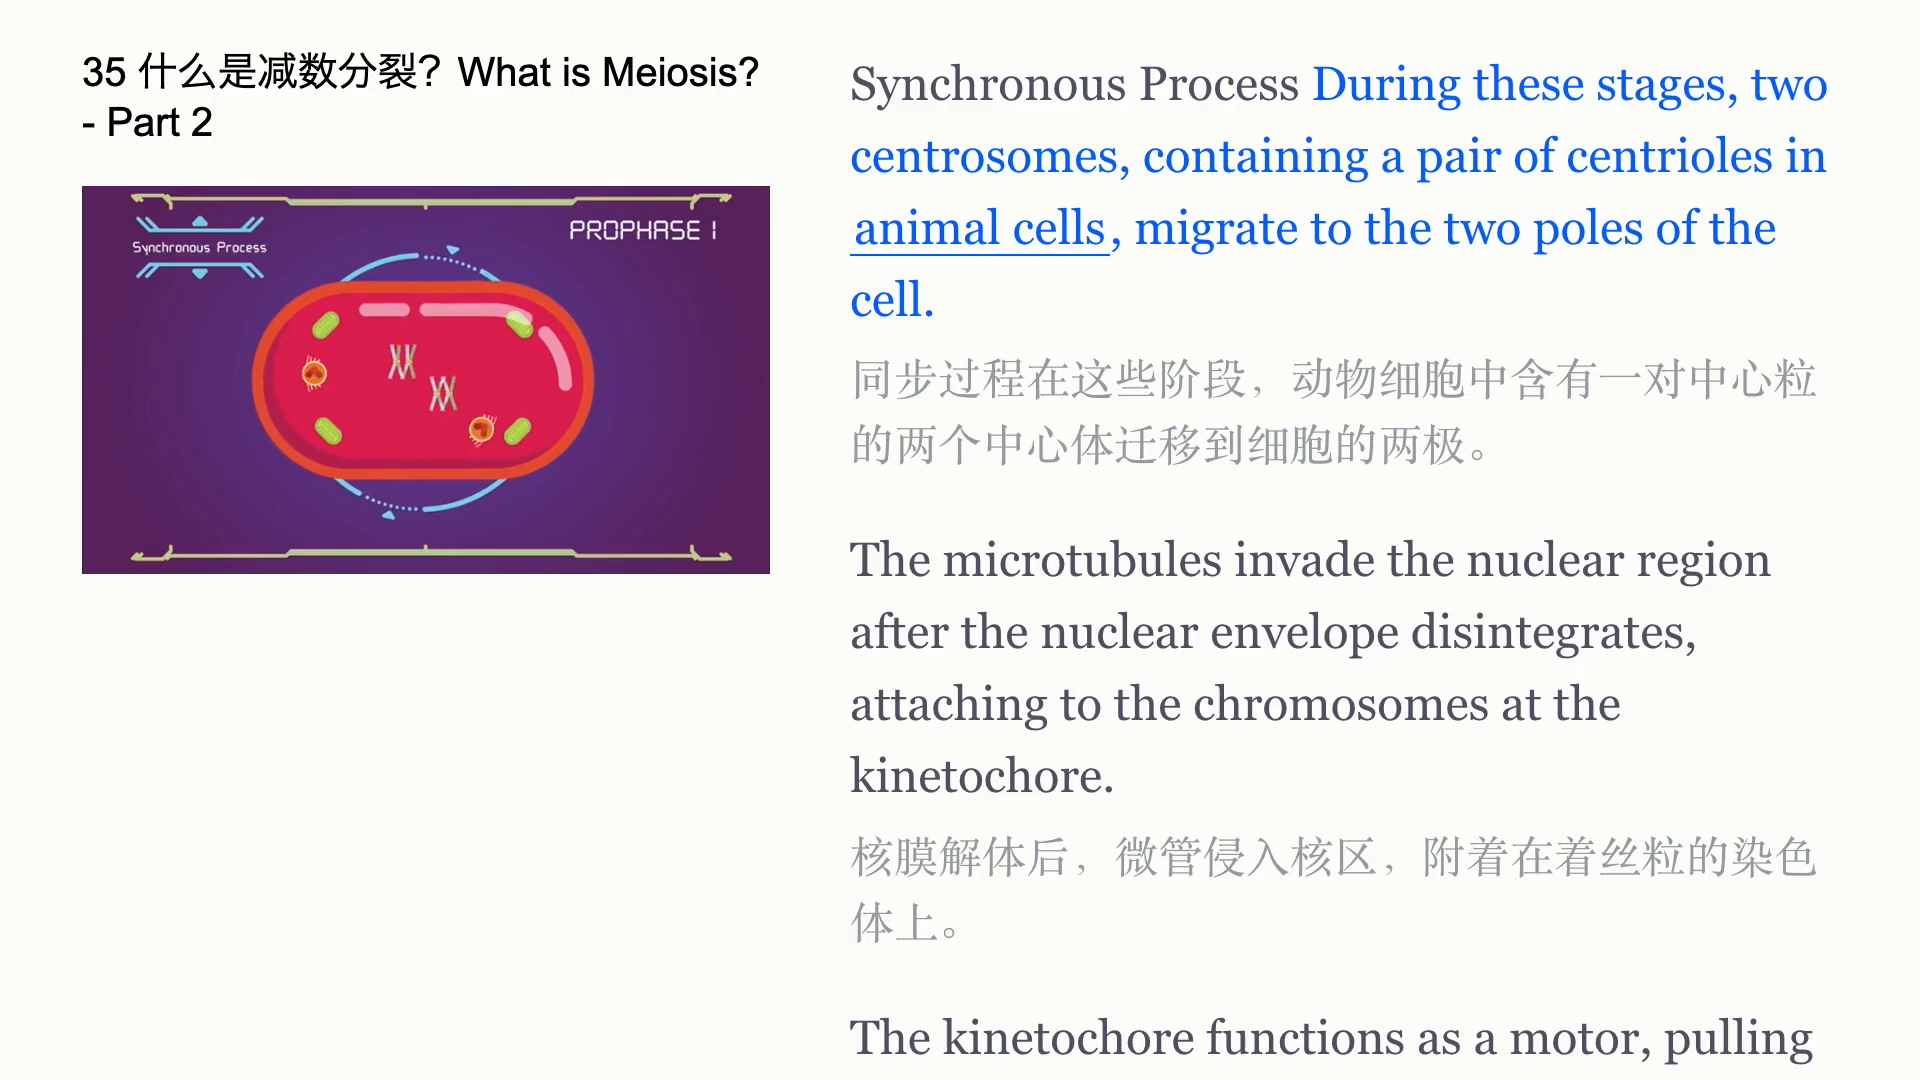 35 什么是减数分裂？What is Meiosis?
- Part 2
Synchronous Process
PROPHASE I
Synchronous Process During these stages, two
centrosomes, containing a pair of centrioles in
animal cells, migrate to the two poles of the
cell.
同步过程在这些阶段，动物细胞中含有一对中心粒
的两个中心体迁移到细胞的两极。
The microtubules invade the nuclear region
after the nuclear envelope disintegrates,
attaching to the chromosomes at the
kinetochore.
核膜解体后，微管侵入核区，附着在着丝粒的染色
体上。
The kinetochore functions as a motor, pulling